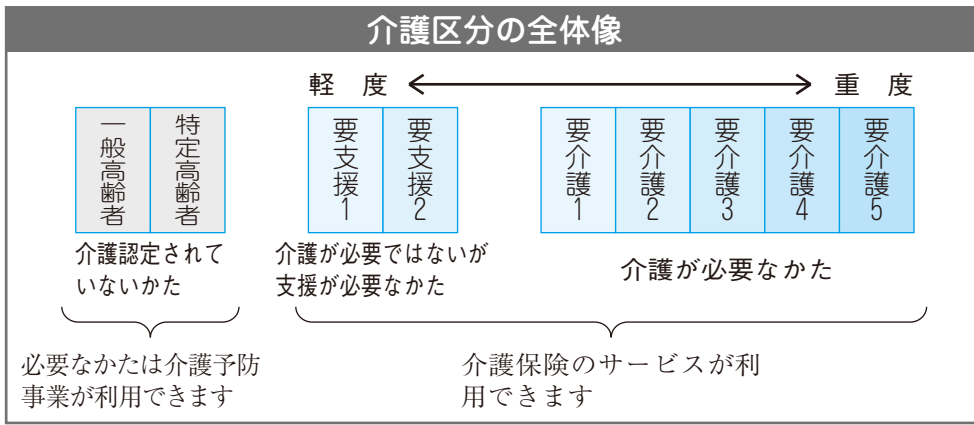 介護区分の全体像
軽度
重度
一般高齢者
特定高齢者
要支援1
要支援2
要介護1
要介護2
要介護3
要介護4
要介護5
介護認定されて
いないかた
介護が必要ではないが
支援が必要なかた
介護が必要なかた
必要なかたは介護予防
事業が利用できます
介護保険のサービスが利
用できます